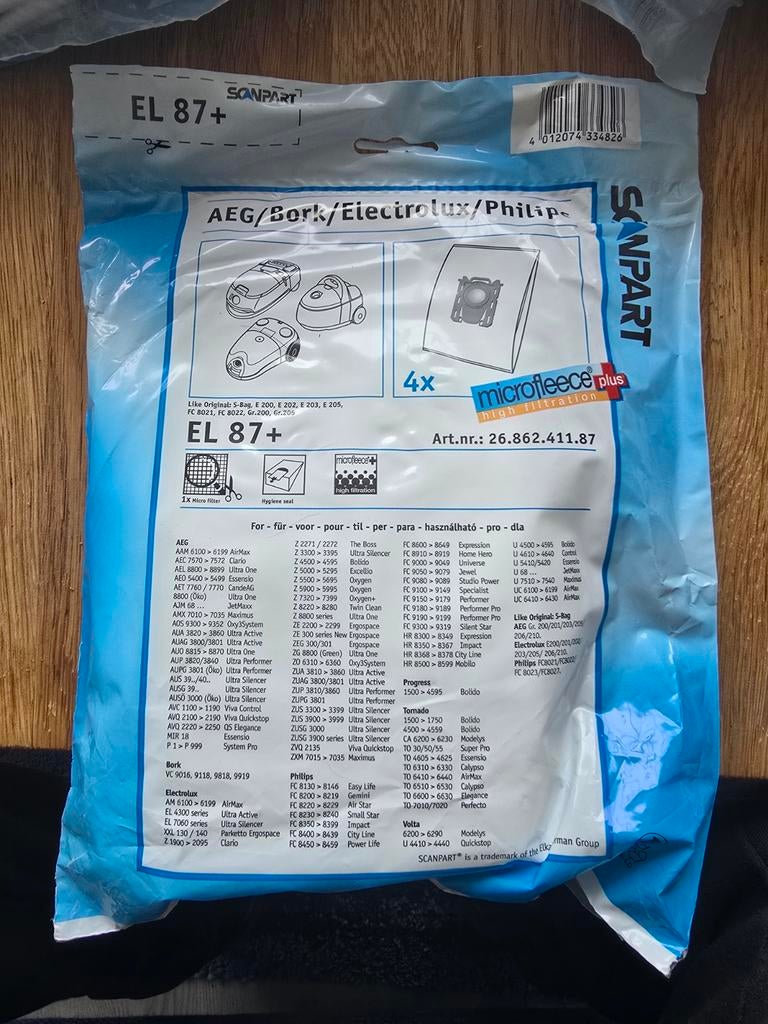 EL 87+
SCANPART
4 012074 334826
SCANPART
AEG/Bork/Electrolux/Philips
4x
microfleece® plus
high filtration
Like Original: S-Bag, E 200, E 202, E 203, E 205,
FC 8021, FC 8022, Gr.200, Gr.205
EL 87+
Art.nr.: 26.862.411.87
1x Micro filter
Hygiene seal
microfleece+
high filtration
For - für - voor - pour - til - per - para - használható - pro - dla
AEG
AAM 6100 > 6199 AirMax
AEC 7570 > 7572 Clario
AEL 8800 > 8899 Ultra One
AEO 5400 > 5499 Essensio
AET 7760 / 7770 CandeAG
8800 (Öko) Ultra One
AJM 68 ... JetMaxx
AMX 7010 > 7035 Maximus
AOS 9300 > 9352 Oxy3System
AUA 3820 > 3860 Ultra Active
AUAG 3800/3801 Ultra Active
AUO 8815 > 8870 Ultra One
AUP 3820/3840 Ultra Performer
AUPG 3801 (Öko) Ultra Performer
AUS 39../40.. Ultra Silencer
AUSG 39... Ultra Silencer
AUSÖ 3000 (Öko) Ultra Silencer
AVC 1100 > 1190 Viva Control
AVQ 2100 > 2190 Viva Quickstop
AVQ 2220 > 2250 QS Elegance
MIR 18 Essensio
P 1 > P 999 System Pro
Bork
VC 9016, 9118, 9818, 9919
Electrolux
AM 6100 > 6199 AirMax
EL 4300 series Ultra Active
EL 7060 series Ultra Silencer
XXL 130 / 140 Parketto Ergospace
Z 1900 > 2095 Clario
Z 2271 / 2272 The Boss
Z 3300 > 3395 Ultra Silencer
Z 4500 > 4595 Bolido
Z 5000 > 5295 Excellio
Z 5500 > 5695 Oxygen
Z 5900 > 5995 Oxygen
Z 7320 > 7399 Oxygen+
Z 8220 > 8280 Twin Clean
Z 8800 series Ultra One
ZE 2200 > 2299 Ergospace
ZE 300 series New Ergospace
ZEG 300/301 Ergospace
ZG 8800 (Green) Ultra One
ZO 6310 > 6360 Oxy3System
ZUA 3810 > 3860 Ultra Active
ZUAG 3800/3801 Ultra Active
ZUP 3810/3860 Ultra Performer
ZUPG 3801 Ultra Performer
ZUS 3300 > 3399 Ultra Silencer
ZUS 3900 > 3999 Ultra Silencer
ZUSG 3000 Ultra Silencer
ZUSG 3900 series Ultra Silencer
ZVQ 2135 Viva Quickstop
ZXM 7015 > 7035 Maximus
Philips
FC 8130 > 8146 Easy Life
FC 8200 > 8219 Gemini
FC 8220 > 8229 Air Star
FC 8230 > 8240 Small Star
FC 8350 > 8399 Impact
FC 8400 > 8439 City Line
FC 8450 > 8459 Power Life
FC 8600 > 8649 Expression
FC 8910 > 8919 Home Hero
FC 9000 > 9049 Universe
FC 9050 > 9079 Jewel
FC 9080 > 9089 Studio Power
FC 9100 > 9149 Specialist
FC 9150 > 9179 Performer
FC 9180 > 9189 Performer Pro
FC 9190 > 9199 Performer Pro
FC 9300 > 9319 Silent Star
HR 8300 > 8349 Expression
HR 8350 > 8367 Impact
HR 8368 > 8378 City Line
HR 8500 > 8599 Mobilo
Progress
1500 > 4595 Bolido
Tornado
1500 > 1750 Bolido
4500 > 4559 Bolido
CA 6200 > 6230 Modelys
TO 30/50/55 Super Pro
TO 4605 > 4625 Essensio
TO 6310 > 6330 Calypso
TO 6410 > 6440 AirMax
TO 6510 > 6530 Calypso
TO 6600 > 6630 Elegance
TO 7010/7020 Perfecto
Volta
6200 > 6290 Modelys
U 4410 > 4440 Quickstop
U 4500 > 4595 Bolido
U 4610 > 4640 Control
U 5410/5420 Essensio
U 68 ... JetMaxx
U 7510 > 7540 Maximus
UC 6100 > 6199 AirMax
UC 6410 > 6430 AirMax
Like Original: S-Bag
AEG Gr. 200/201/203/205
206/210.
Electrolux E200/201/202
203/205/ 206/210.
Philips FC8021/FC8022
FC 8023/FC8027.
SCANPART® is a trademark of the Elka rman Group